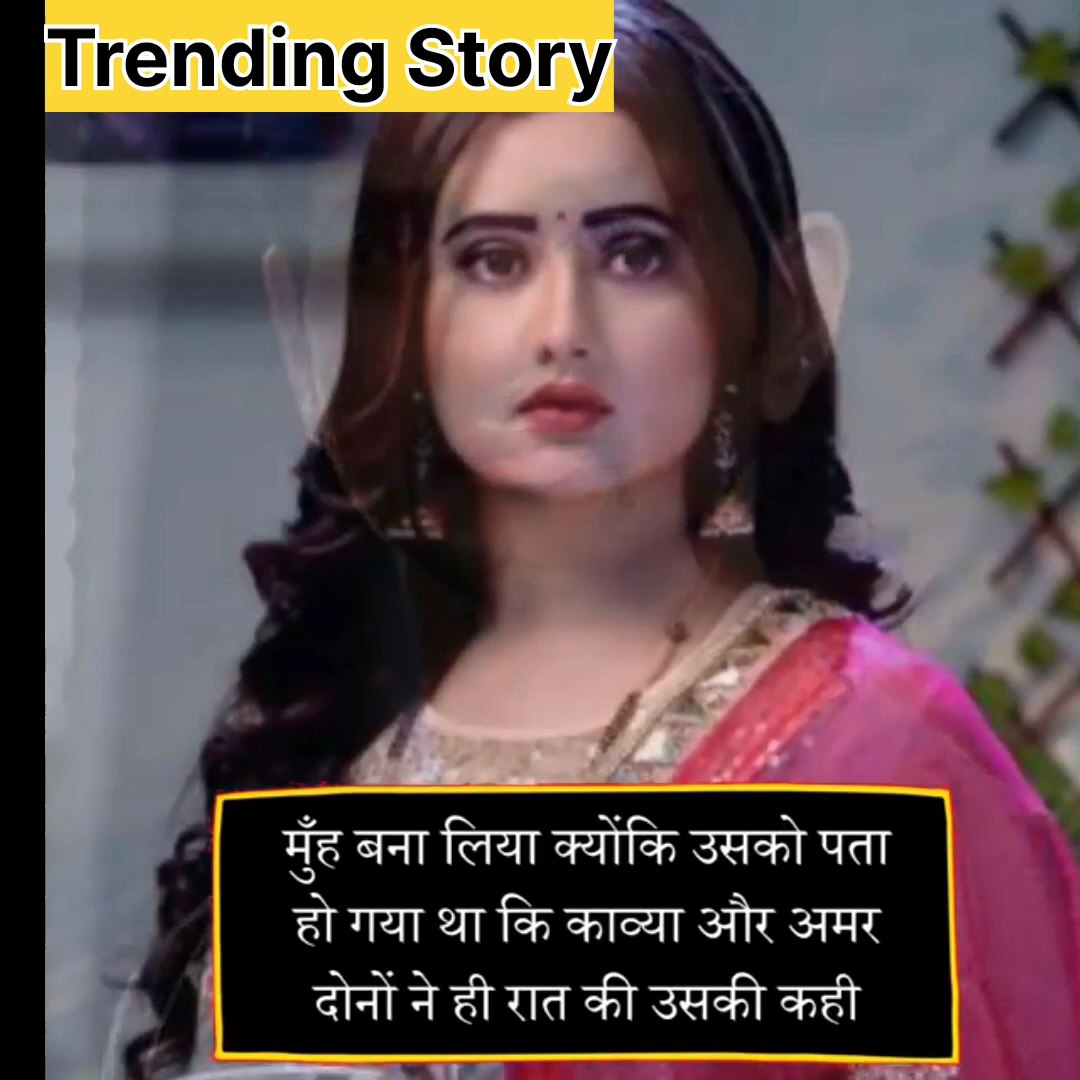 Trending Story
मुँह बना लिया क्योंकि उसको पता
हो गया था कि काव्या और अमर
दोनों ने ही रात की उसकी कही